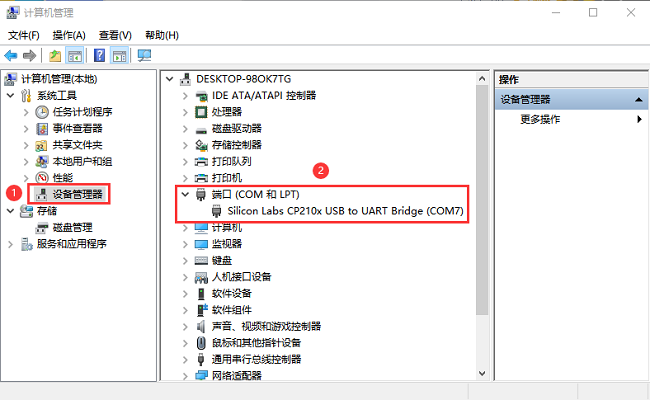 计算机管理
文件(F) 操作(A) 查看(V) 帮助(H)
计算机管理(本地)
系统工具
任务计划程序
事件查看器
共享文件夹
本地用户和组
性能
1
设备管理器
存储
磁盘管理
服务和应用程序
DESKTOP-98OK7TG
IDE ATA/ATAPI 控制器
处理器
磁盘驱动器
存储控制器
打印队列
打印机
2
端口 (COM 和 LPT)
Silicon Labs CP210x USB to UART Bridge (COM7)
计算机
监视器
键盘
人机接口设备
软件设备
软件组件
声音、视频和游戏控制器
鼠标和其他指针设备
通用串行总线控制器
网络适配器
操作
设备管理器
更多操作